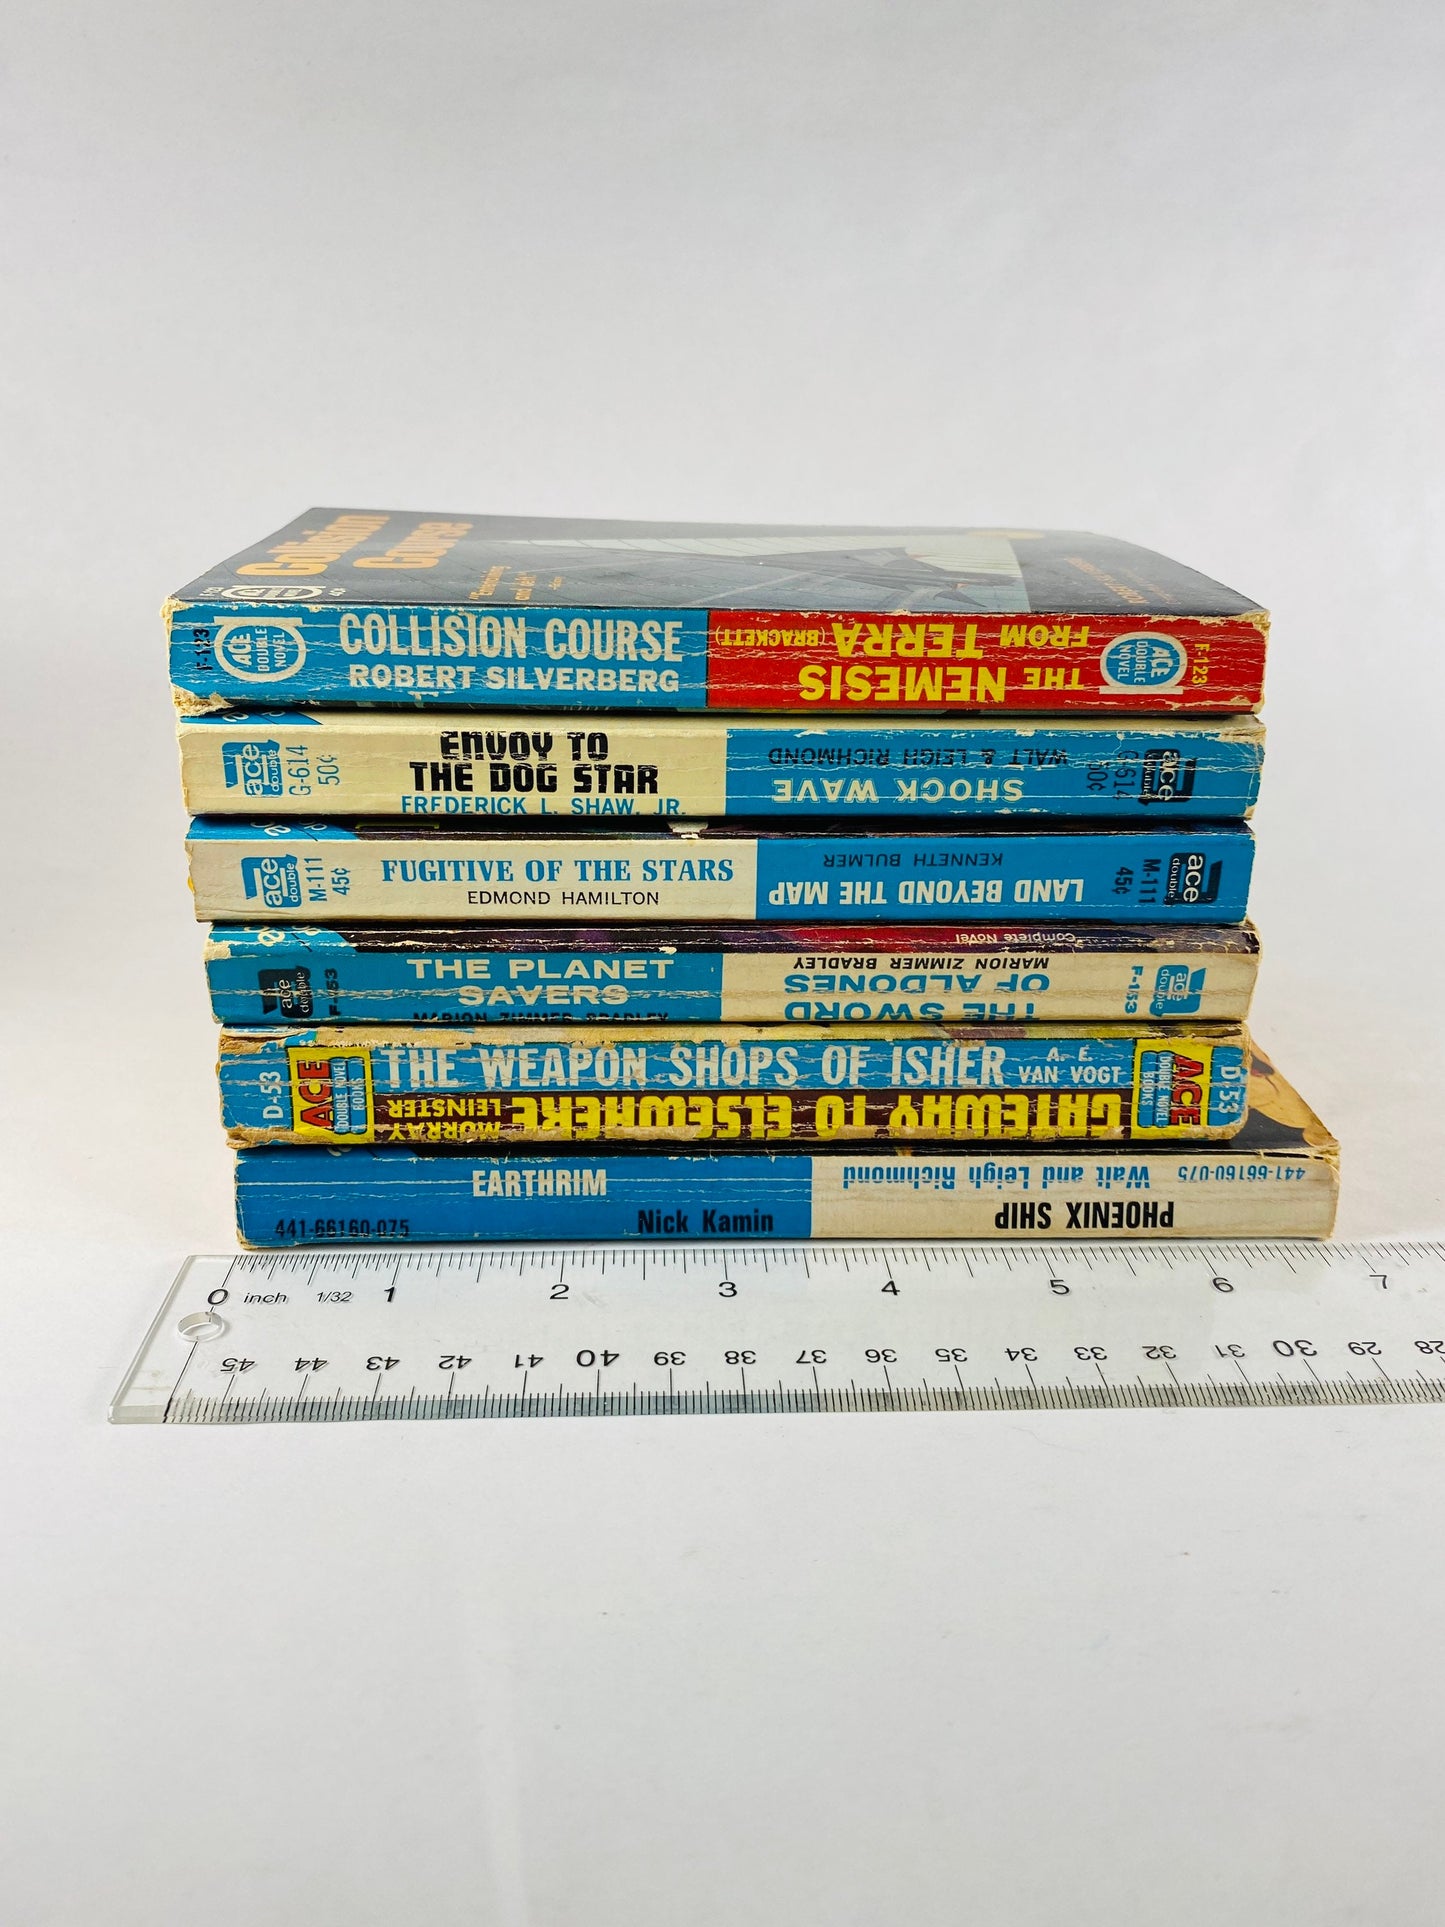 Collision
Course
F-123
40¢
F-123
ACE
DOUBLE
NOVEL
COLLISION COURSE
ROBERT SILVERBERG
THE NEMESIS
FROM TERRA
(BRACKETT)
ACE
DOUBLE
NOVEL
F-123
ace
double
G-614
50¢
ENVOY TO
THE DOG STAR
FREDERICK L. SHAW, JR.
SHOCK WAVE
WALT & LEIGH RICHMOND
G-614
50¢
ace
double
ace
double
M-111
45¢
FUGITIVE OF THE STARS
EDMOND HAMILTON
LAND BEYOND THE MAP
KENNETH BULMER
M-111
45¢
ace
double
Complete Novel
ace
double
F-153
THE PLANET
SAVERS
MARION ZIMMER BRADLEY
THE SWORD
OF ALDONES
MARION ZIMMER BRADLEY
F-153
ace
double
D-53
ACE
DOUBLE NOVEL
BOOKS
THE WEAPON SHOPS OF ISHER
A. E.
VAN VOGT
GATEWAY TO ELSEWHERE
MURRAY
LEINSTER
ACE
DOUBLE NOVEL
BOOKS
D-53
EARTHRIM
Nick Kamin
441-66160-075
PHOENIX SHIP
Walt and Leigh Richmond
441-66160-075
0 inch 1/32 1 2 3 4 5 6 7
45 44 43 42 41 40 39 38 37 36 35 34 33 32 31 30 29 28